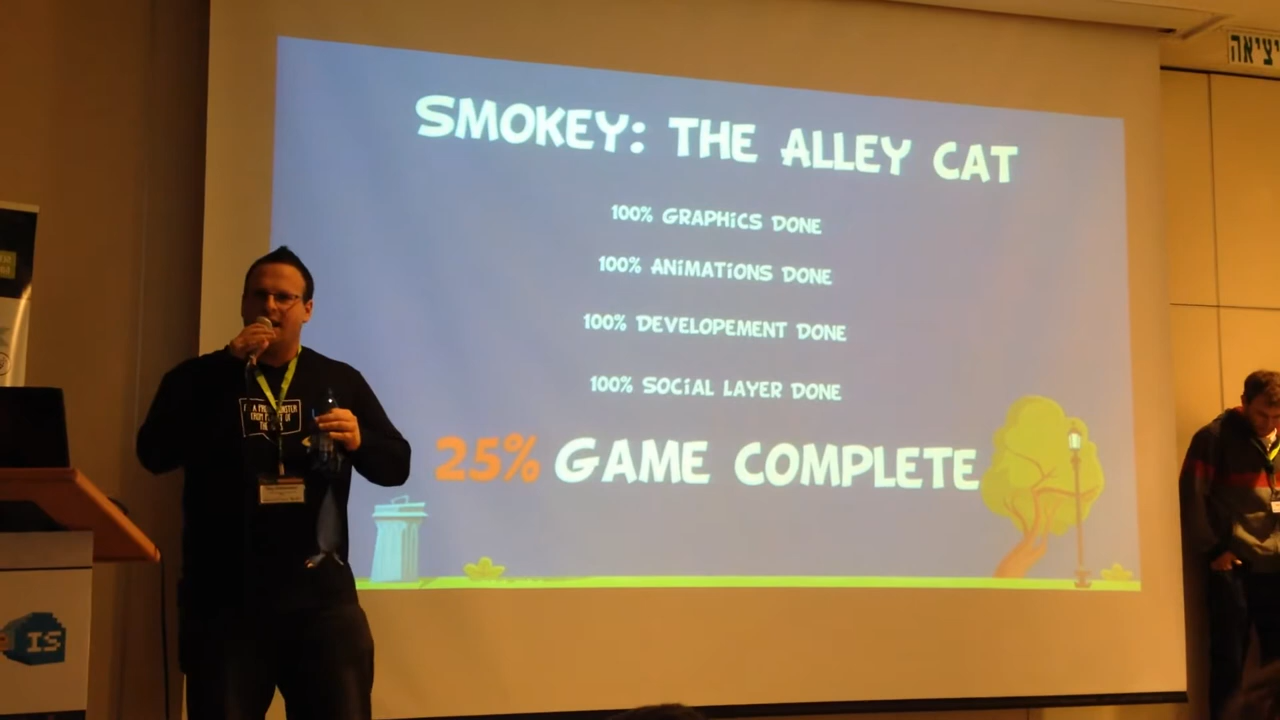 יציאה
SMOKEY: THE ALLEY CAT
100% GRAPHICS DONE
100% ANIMATIONS DONE
100% DEVELOPEMENT DONE
100% SOCIAL LAYER DONE
25% GAME COMPLETE
IS